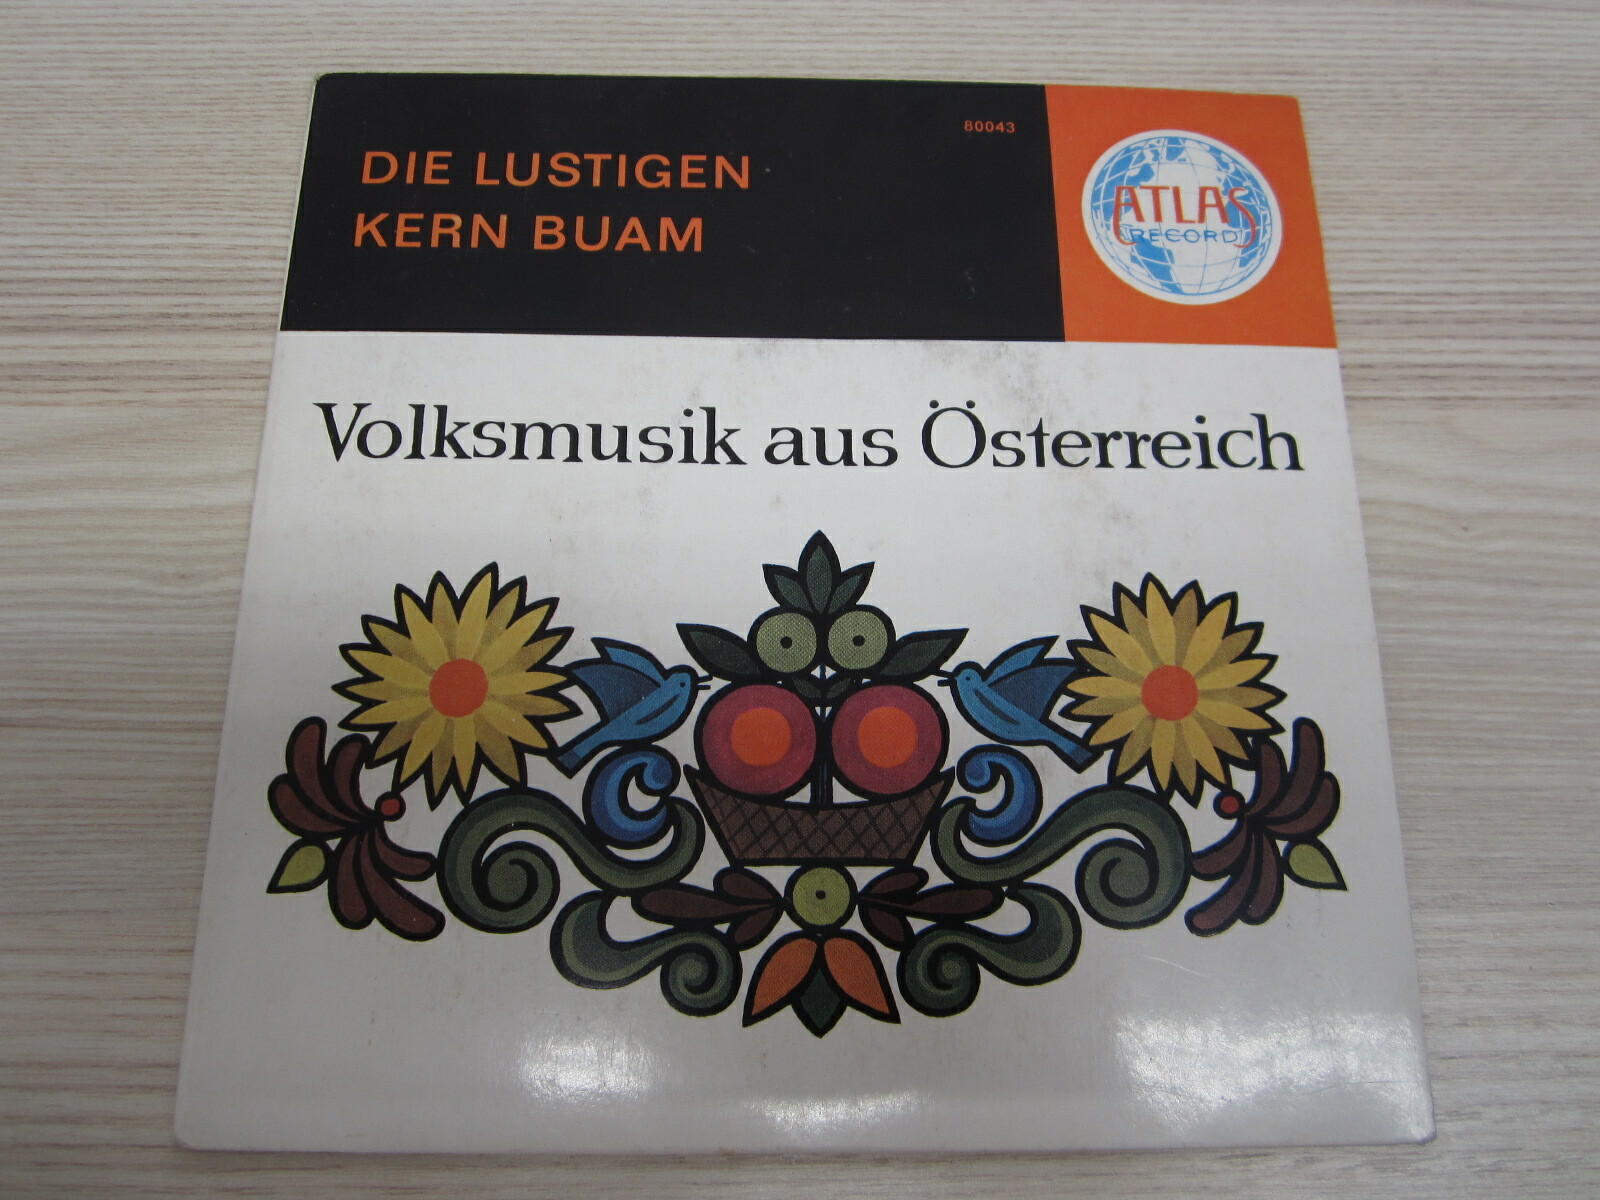 DIE LUSTIGEN
KERN BUAM
80043
ATLAS
RECORD
Volksmusik aus Österreich